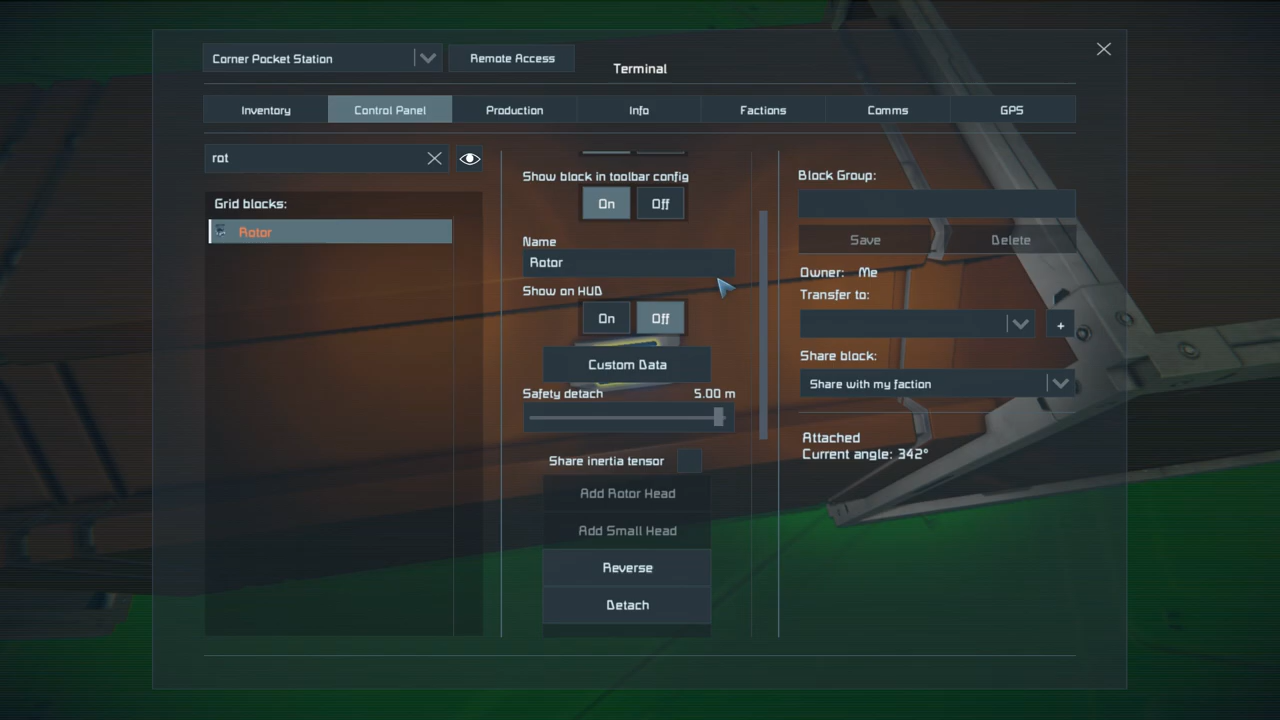 Corner Pocket Station
Remote Access
Terminal
Inventory
Control Panel
Production
Info
Factions
Comms
GPS
rot
Grid blocks:
Rotor
Show block in toolbar config
On Off
Name
Rotor
Show on HUD
On Off
Custom Data
Safety detach 5.00 m
Share inertia tensor
Add Rotor Head
Add Small Head
Reverse
Detach
Block Group:
Save Delete
Owner: Me
Transfer to:
+
Share block:
Share with my faction
Attached
Current angle: 342°